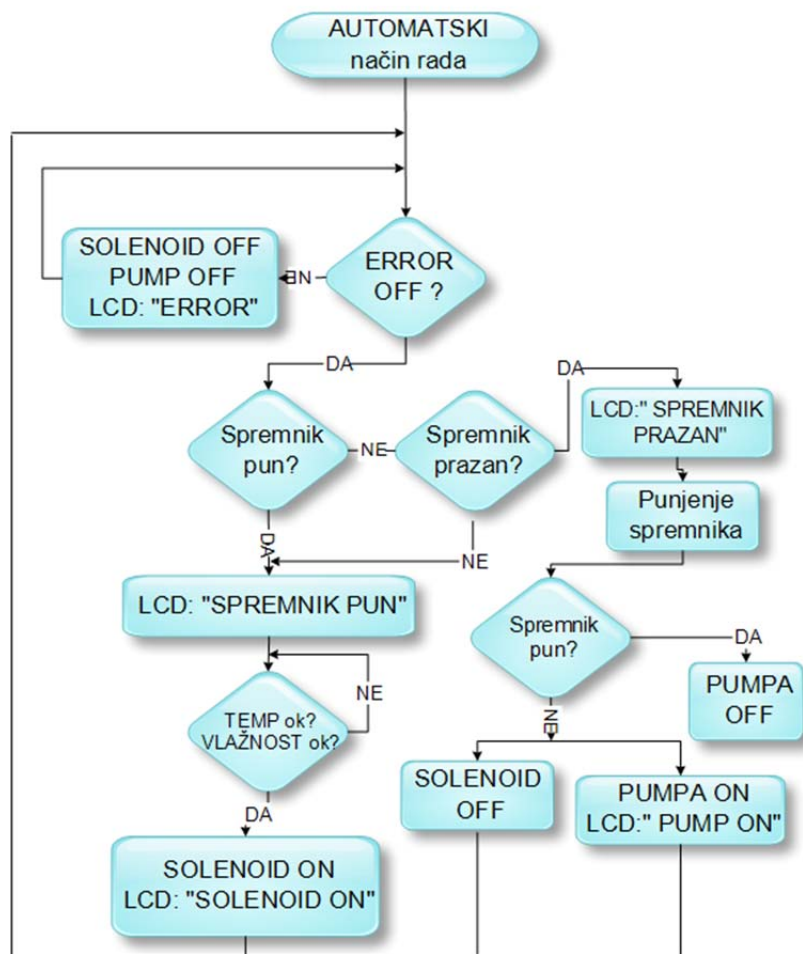 AUTOMATSKI
način rada
ERROR
OFF ?
NE
SOLENOID OFF
PUMP OFF
LCD: "ERROR"
DA
Spremnik
pun?
NE
Spremnik
prazan?
DA
LCD:" SPREMNIK
PRAZAN"
Punjenje
spremnika
DA
NE
LCD: "SPREMNIK PUN"
Spremnik
pun?
DA
PUMPA
OFF
NE
TEMP ok?
VLAŽNOST ok?
NE
SOLENOID
OFF
PUMPA ON
LCD:" PUMP ON"
DA
SOLENOID ON
LCD: "SOLENOID ON"